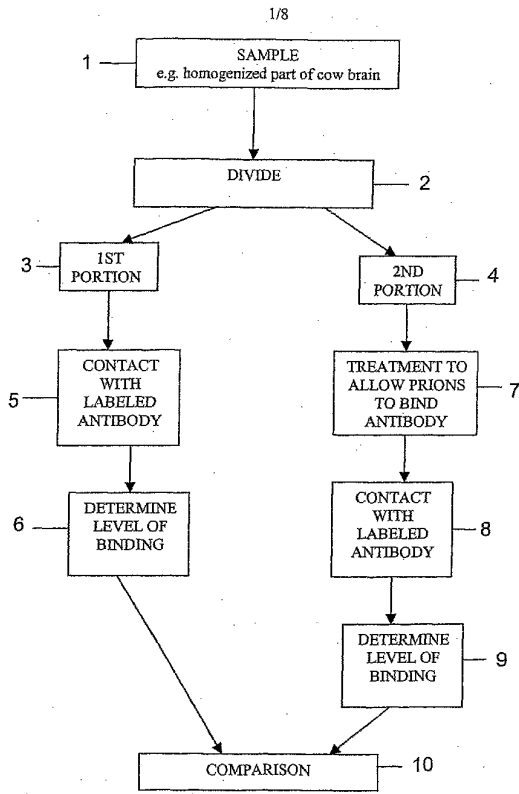 1/8
1
SAMPLE
e.g. homogenized part of cow brain
DIVIDE
2
3
1ST
PORTION
2ND
PORTION
4
5
CONTACT
WITH
LABELED
ANTIBODY
TREATMENT TO
ALLOW PRIONS
TO BIND
ANTIBODY
7
6
DETERMINE
LEVEL OF
BINDING
CONTACT
WITH
LABELED
ANTIBODY
8
DETERMINE
LEVEL OF
BINDING
9
COMPARISON
10